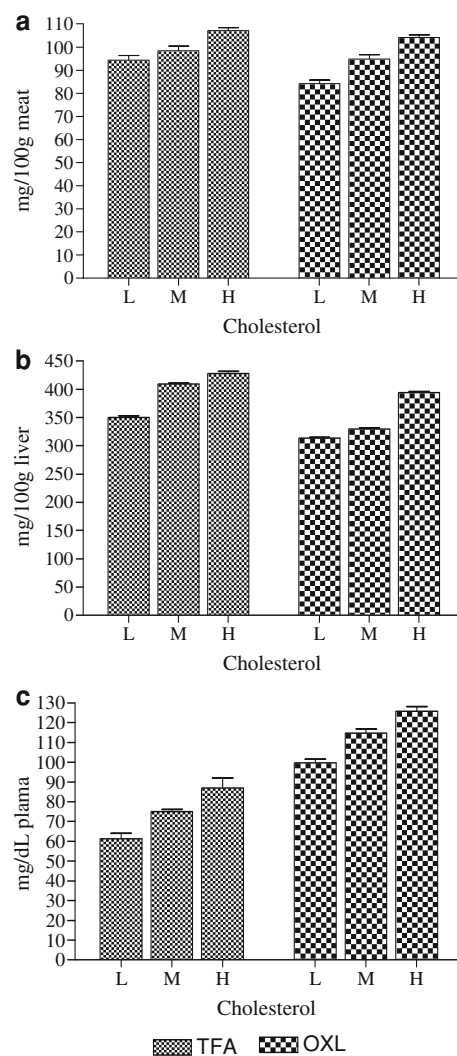 a
110
100
90
80
70
60
50
40
30
20
10
0
mg/100g meat
L M H L M H
Cholesterol
b
450
400
350
300
250
200
150
100
50
0
mg/100g liver
L M H L M H
Cholesterol
c
130
120
110
100
90
80
70
60
50
40
30
20
10
0
mg/dL plama
L M H L M H
Cholesterol
TFA OXL